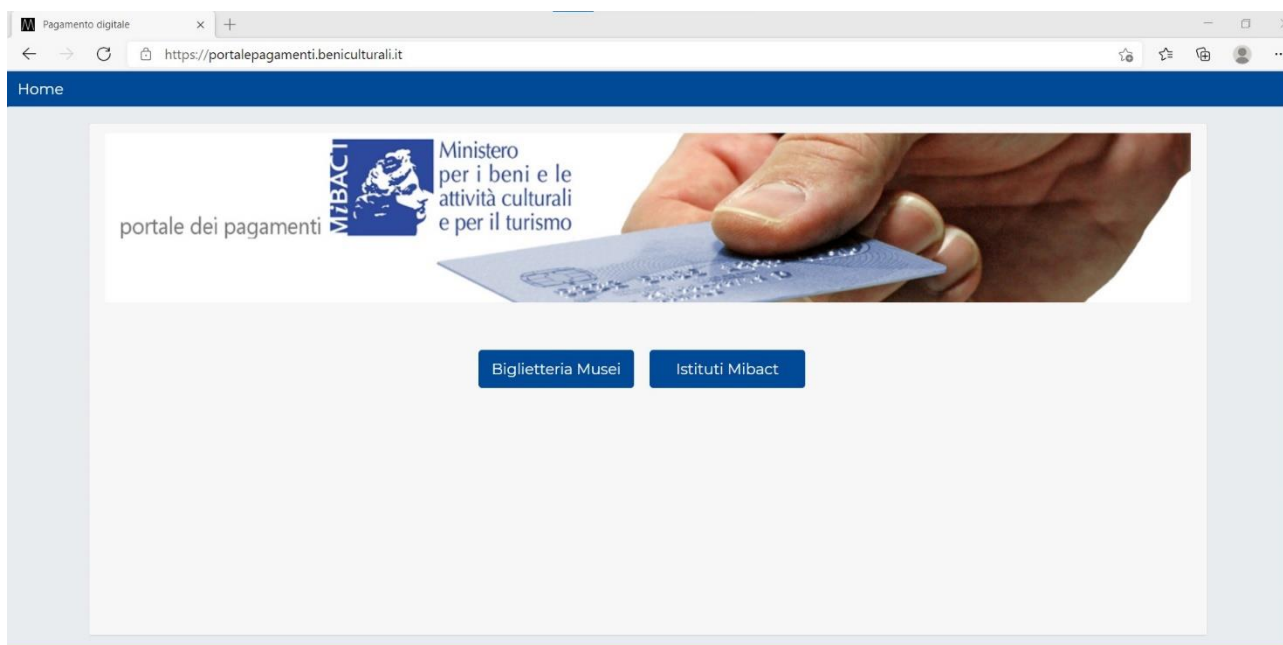 Pagamento digitale
https://portalepagamenti.beniculturali.it
Home
portale dei pagamenti
MiBACT
Ministero
per i beni e le
attività culturali
e per il turismo
Biglietteria Musei
Istituti Mibact